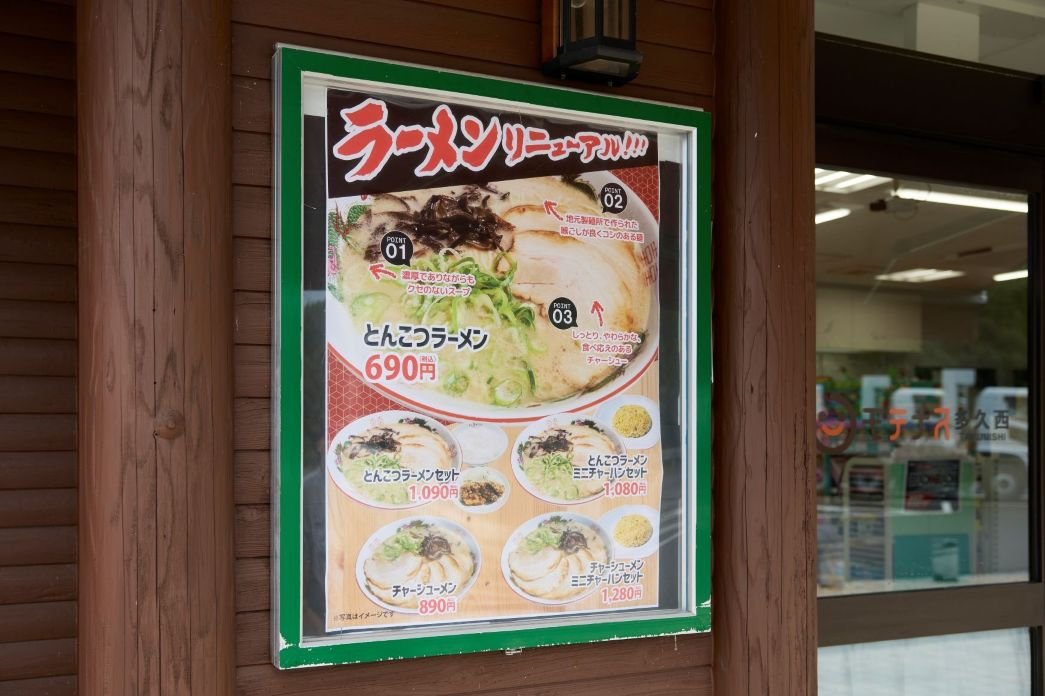 ラーメンリニューアル!!!
POINT
02
地元製麺所で作られた
喉ごしが良くコシのある麺
POINT
01
濃厚でありながらも
クセのないスープ
POINT
03
しっとり、やわらかな、
食べ応えのある
チャーシュー
とんこつラーメン
690円(税込)
とんこつラーメンセット
1,090円
とんこつラーメン
ミニチャーハンセット
1,080円
チャーシューメン
890円
チャーシューメン
ミニチャーハンセット
1,280円
※写真はイメージです
モテナス多久西